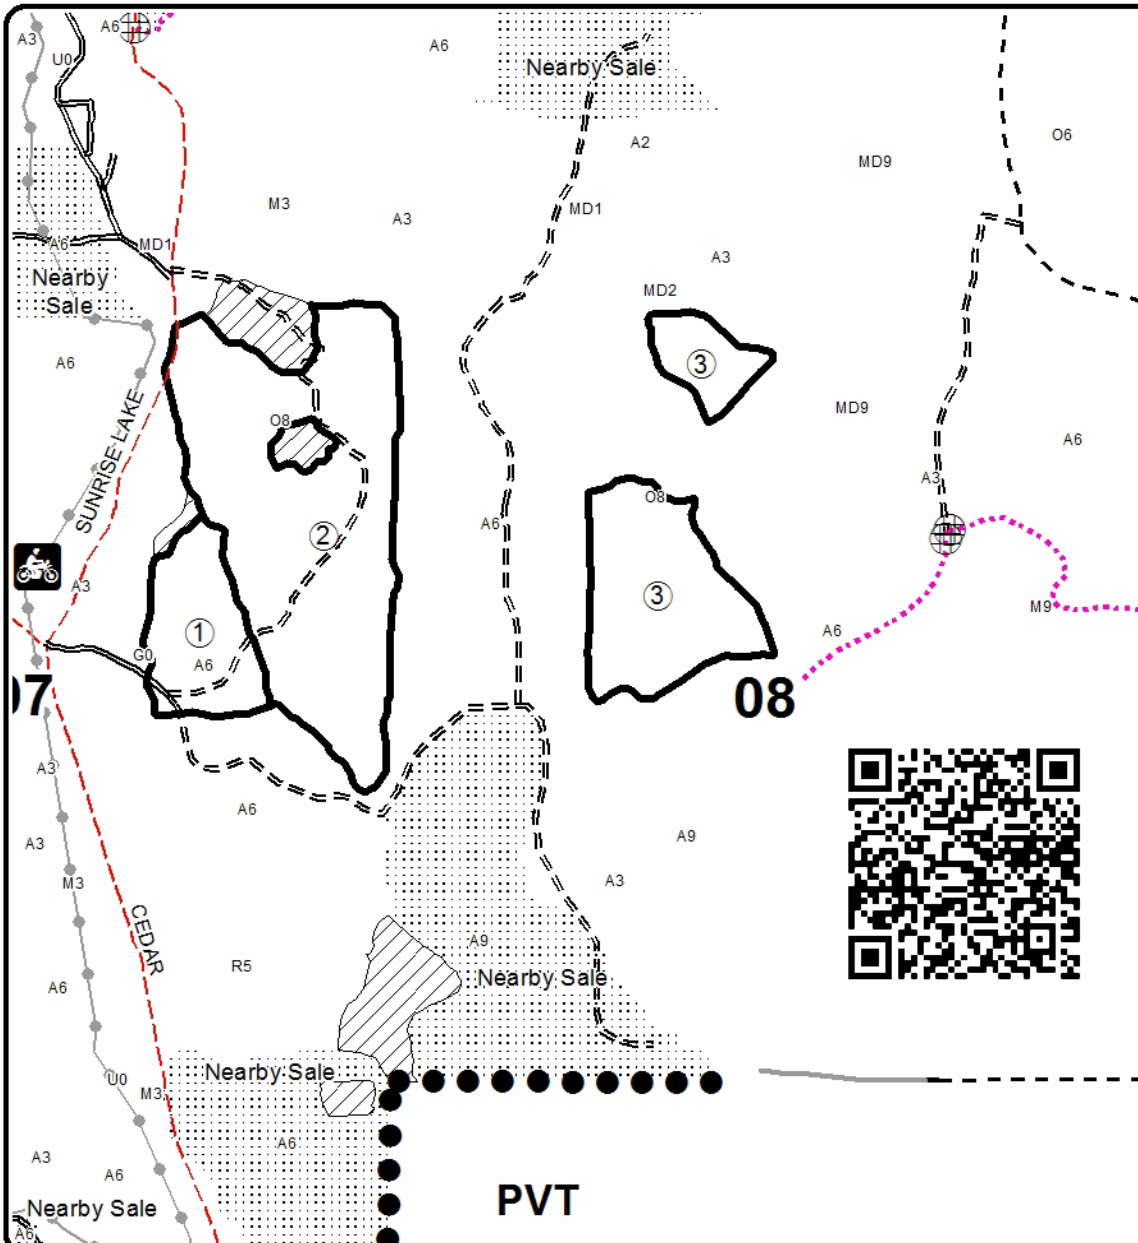 A3
A6
A6
U0
Nearby Sale
O6
A2
MD9
M3
A3
MD1
A6
MD1
A3
Nearby
Sale
MD2
A6
3
MD9
O8
A6
SUNRISE LAKE
A3
O8
A6
2
A3
3
M9
1
A6
G0
A6
07
08
A3
A6
A9
A3
A3
M3
CEDAR
A9
R5
Nearby Sale
A6
Nearby Sale
U0
M3
A6
A3
A6
PVT
Nearby Sale
A6